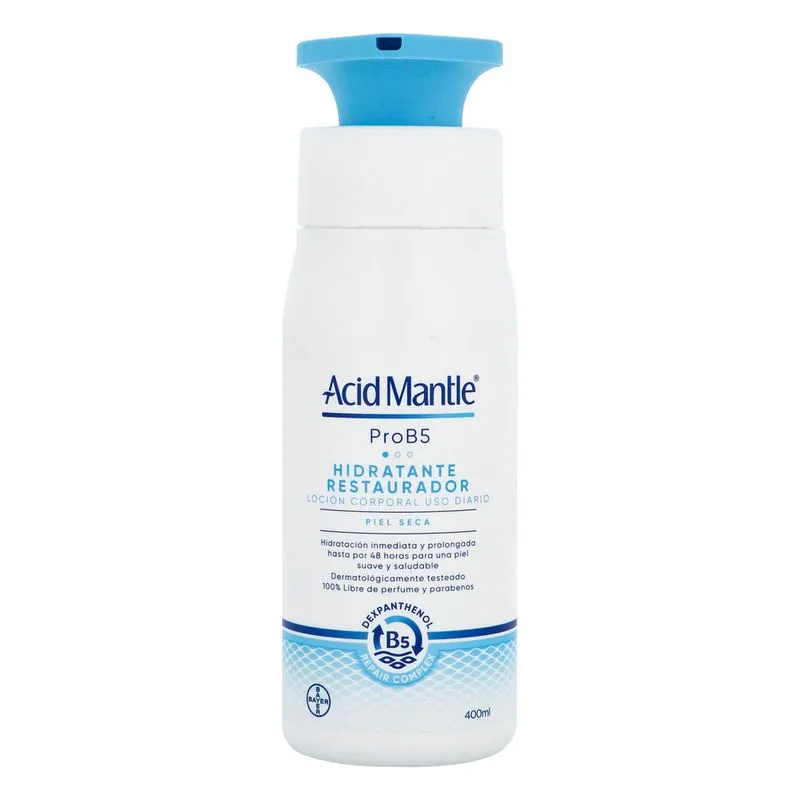 Acid Mantle®
ProB5
HIDRATANTE
RESTAURADOR
LOCIÓN CORPORAL USO DIARIO
PIEL SECA
Hidratación inmediata y prolongada
hasta por 48 horas para una piel
suave y saludable
Dermatológicamente testeado
100% Libre de perfume y parabenos
DEXPANTHENOL
B5
REPAIR COMPLEX
BAYER
BAYER
400ml